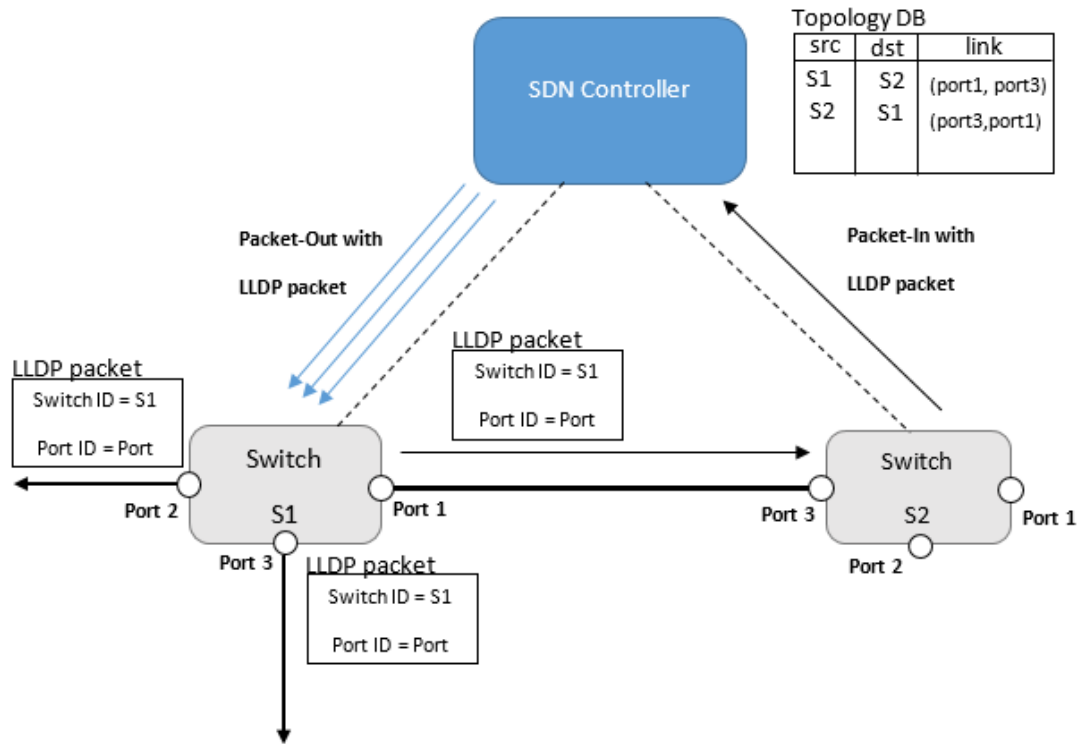 Topology DB
src dst link
S1 S2 (port1, port3)
S2 S1 (port3,port1)
SDN Controller
Packet-Out with
LLDP packet
Packet-In with
LLDP packet
LLDP packet
Switch ID = S1
Port ID = Port
LLDP packet
Switch ID = S1
Port ID = Port
Switch
S1
Port 2
Port 1
Port 3
Switch
S2
Port 3
Port 1
Port 2
LLDP packet
Switch ID = S1
Port ID = Port